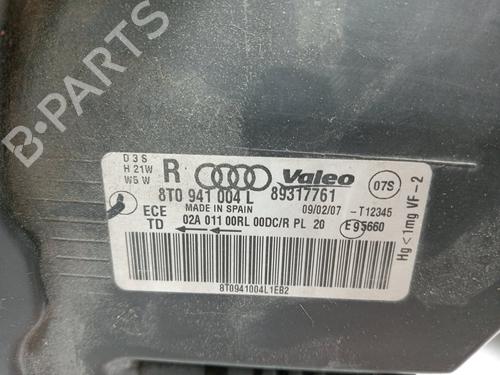 D3S
H21W
W5W
R Valeo
8T0 941 004 L 89317761
07S
MADE IN SPAIN 09/02/07 -T12345
ECE 02A 011 00RL 00DC/R PL 20 E9 5660
TD
Hg<1mg VF-2
8T0941004L1EB2
B-PARTS